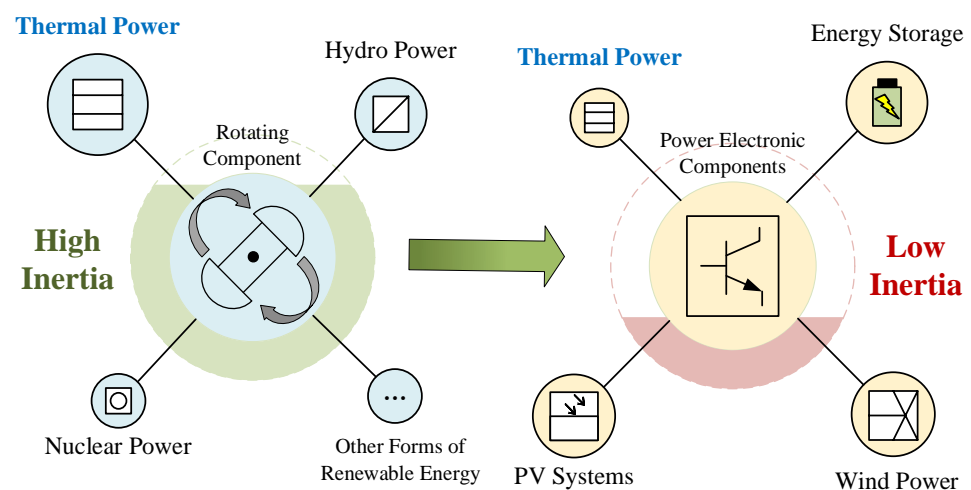 Thermal Power
Hydro Power
Rotating
Component
High
Inertia
Nuclear Power
...
Other Forms of
Renewable Energy
Thermal Power
Energy Storage
Power Electronic
Components
Low
Inertia
PV Systems
Wind Power